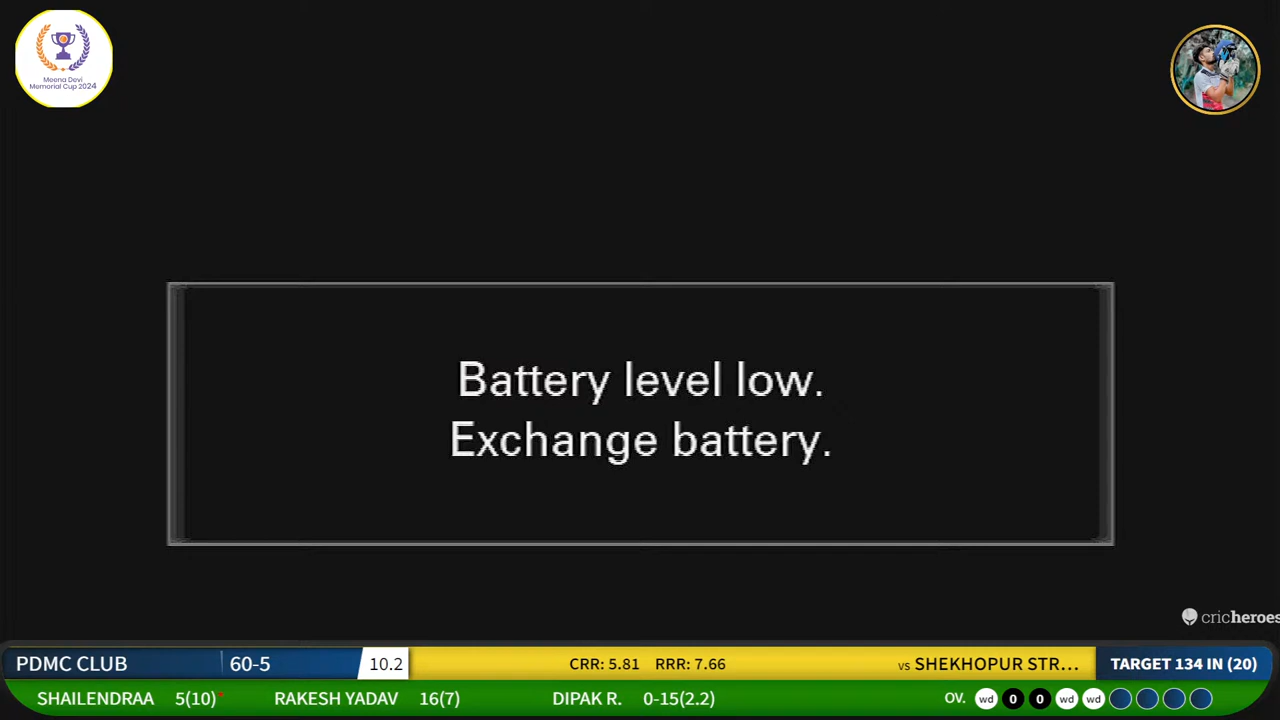 Meena Devi
Memorial Cup 2024
Battery level low.
Exchange battery.
cricheroes
PDMC CLUB 60-5 10.2 CRR: 5.81 RRR: 7.66 vs SHEKHOPUR STR... TARGET 134 IN (20)
SHAILENDRAA 5(10)* RAKESH YADAV 16(7) DIPAK R. 0-15(2.2) OV. wd 0 0 wd wd